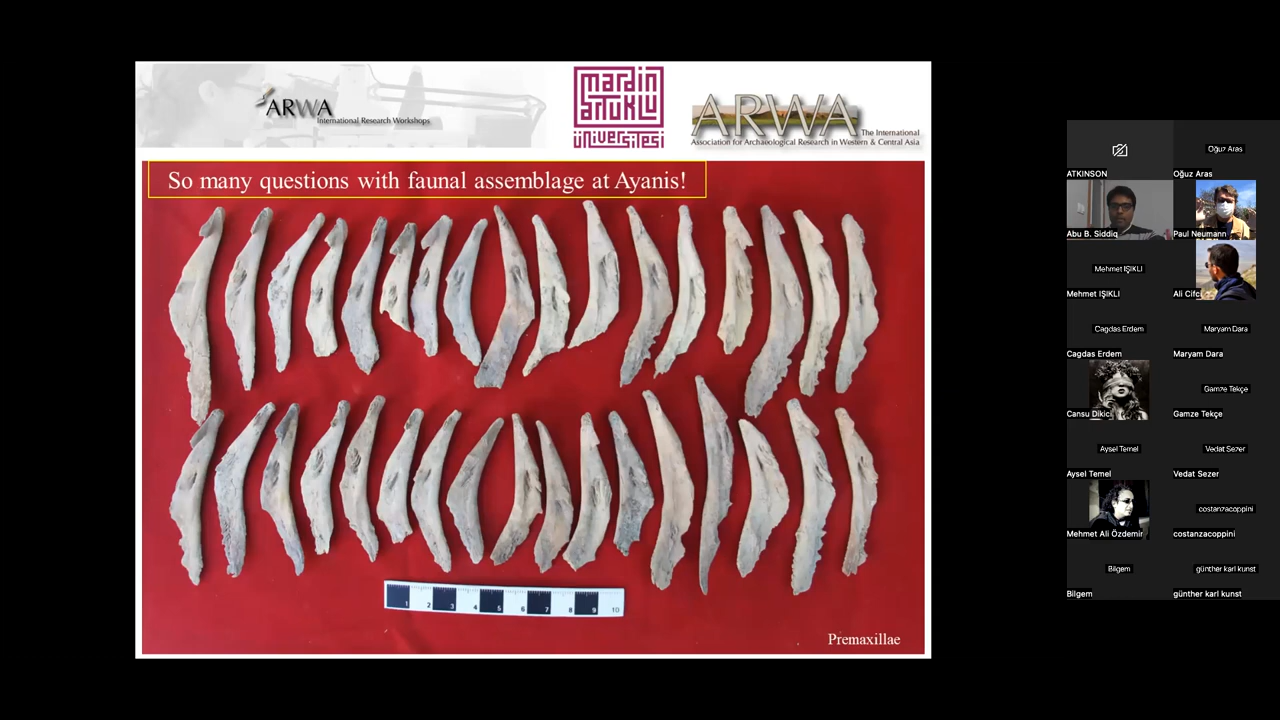 ARWA
International Research Workshops
mardin
artuklu
üniversitesi
ARWA
The International
Association for Archaeological Research in Western & Central Asia
So many questions with faunal assemblage at Ayanis!
1 2 3 4 5 6 7 8 9 10
Premaxillae
ATKINSON
Oğuz Aras
Oğuz Aras
Abu B. Siddiq
Paul Neumann
Mehmet IŞIKLI
Mehmet IŞIKLI
Ali Cifci
Cagdas Erdem
Cagdas Erdem
Maryam Dara
Maryam Dara
Cansu Dikici
Gamze Tekçe
Gamze Tekçe
Aysel Temel
Aysel Temel
Vedat Sezer
Vedat Sezer
Mehmet Ali Özdemir
costanzacoppini
costanzacoppini
Bilgem
Bilgem
günther karl kunst
günther karl kunst